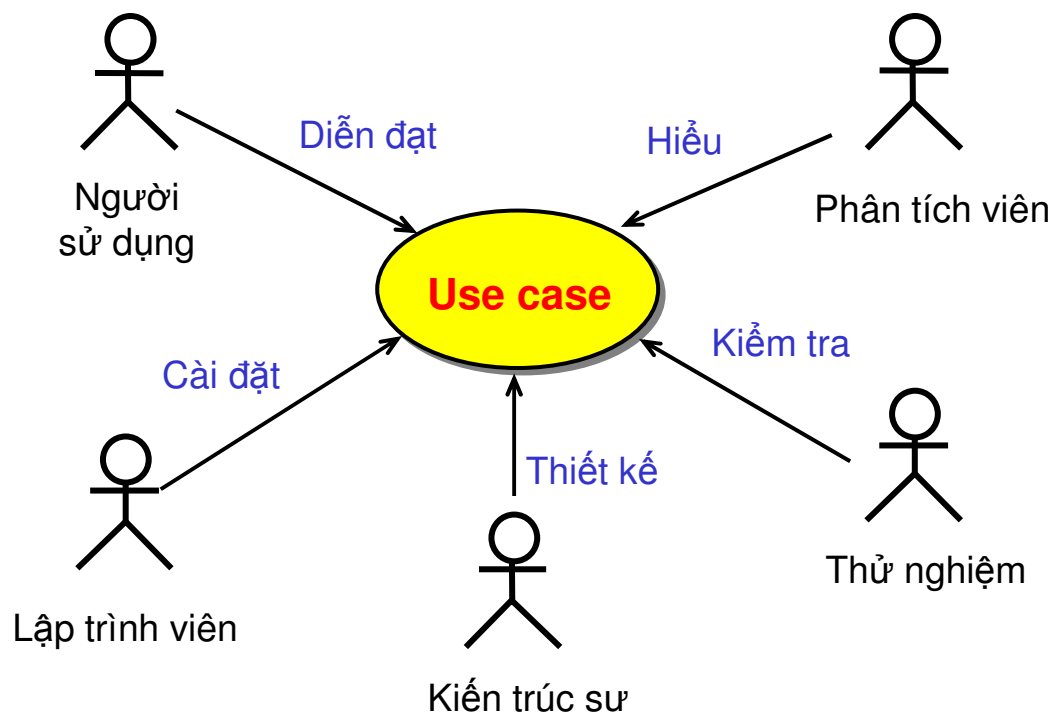 Diễn đạt
Hiểu
Người
sử dụng
Phân tích viên
Use case
Kiểm tra
Cài đặt
Thiết kế
Thử nghiệm
Lập trình viên
Kiến trúc sư